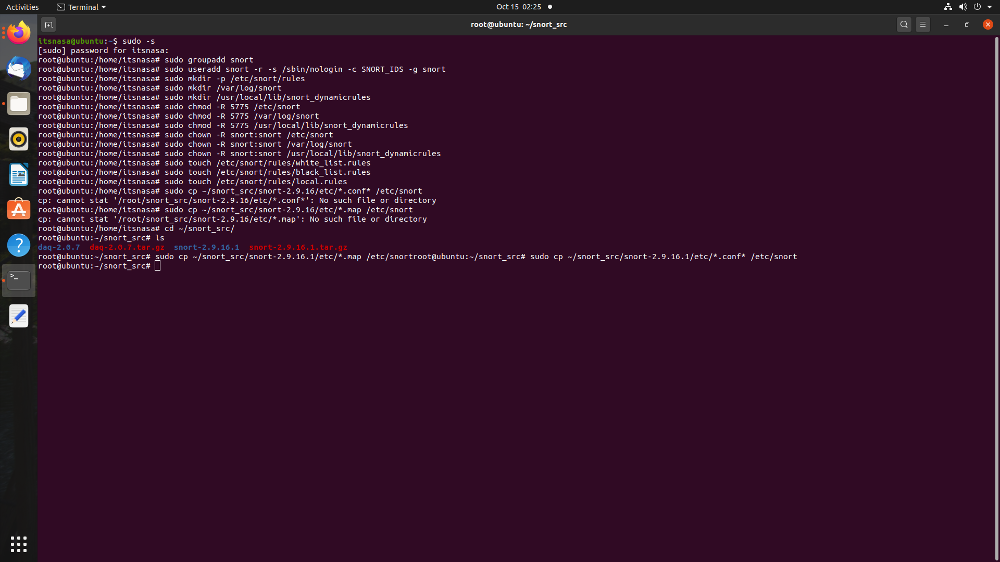 Activities
Terminal
Oct 15 02:25
root@ubuntu: ~/snort_src
itsnasa@ubuntu:~$ sudo -s
[sudo] password for itsnasa:
root@ubuntu:/home/itsnasa# sudo groupadd snort
root@ubuntu:/home/itsnasa# sudo useradd snort -r -s /sbin/nologin -c SNORT_IDS -g snort
root@ubuntu:/home/itsnasa# sudo mkdir -p /etc/snort/rules
root@ubuntu:/home/itsnasa# sudo mkdir /var/log/snort
root@ubuntu:/home/itsnasa# sudo mkdir /usr/local/lib/snort_dynamicrules
root@ubuntu:/home/itsnasa# sudo chmod -R 5775 /etc/snort
root@ubuntu:/home/itsnasa# sudo chmod -R 5775 /var/log/snort
root@ubuntu:/home/itsnasa# sudo chmod -R 5775 /usr/local/lib/snort_dynamicrules
root@ubuntu:/home/itsnasa# sudo chown -R snort:snort /etc/snort
root@ubuntu:/home/itsnasa# sudo chown -R snort:snort /var/log/snort
root@ubuntu:/home/itsnasa# sudo chown -R snort:snort /usr/local/lib/snort_dynamicrules
root@ubuntu:/home/itsnasa# sudo touch /etc/snort/rules/white_list.rules
root@ubuntu:/home/itsnasa# sudo touch /etc/snort/rules/black_list.rules
root@ubuntu:/home/itsnasa# sudo touch /etc/snort/rules/local.rules
root@ubuntu:/home/itsnasa# sudo cp ~/snort_src/snort-2.9.16/etc/*.conf* /etc/snort
cp: cannot stat '/root/snort_src/snort-2.9.16/etc/*.conf*': No such file or directory
root@ubuntu:/home/itsnasa# sudo cp ~/snort_src/snort-2.9.16/etc/*.map /etc/snort
cp: cannot stat '/root/snort_src/snort-2.9.16/etc/*.map': No such file or directory
root@ubuntu:/home/itsnasa# cd ~/snort_src/
root@ubuntu:~/snort_src# ls
daq-2.0.7  daq-2.0.7.tar.gz  snort-2.9.16.1  snort-2.9.16.1.tar.gz
root@ubuntu:~/snort_src# sudo cp ~/snort_src/snort-2.9.16.1/etc/*.map /etc/snortroot@ubuntu:~/snort_src# sudo cp ~/snort_src/snort-2.9.16.1/etc/*.conf* /etc/snort
root@ubuntu:~/snort_src#